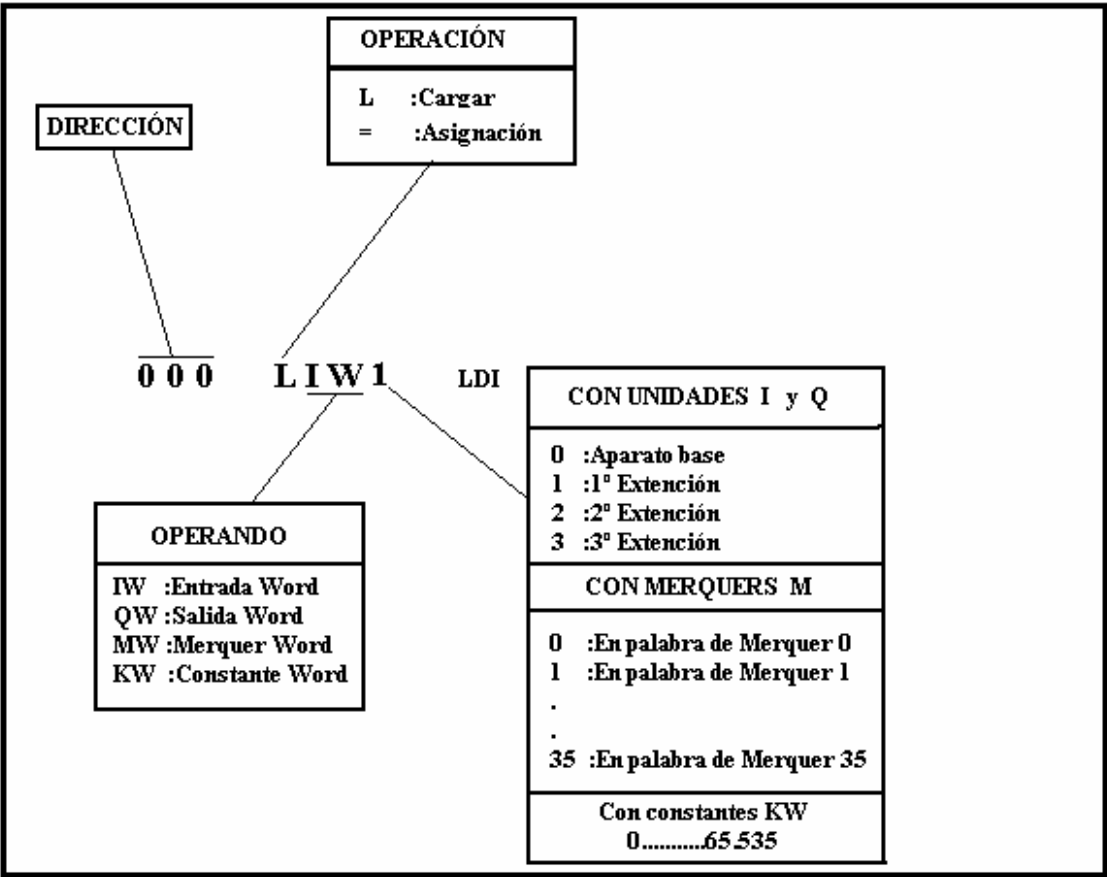 OPERACIÓN
L :Cargar
= :Asignación
DIRECCIÓN
0 0 0 L I W 1 LDI
OPERANDO
IW :Entrada Word
QW :Salida Word
MW :Merquer Word
KW :Constante Word
CON UNIDADES I y Q
0 :Aparato base
1 :1ª Extención
2 :2ª Extención
3 :3ª Extención
CON MERQUERS M
0 :En palabra de Merquer 0
1 :En palabra de Merquer 1
.
.
35 :En palabra de Merquer 35
Con constantes KW
0...........65.535